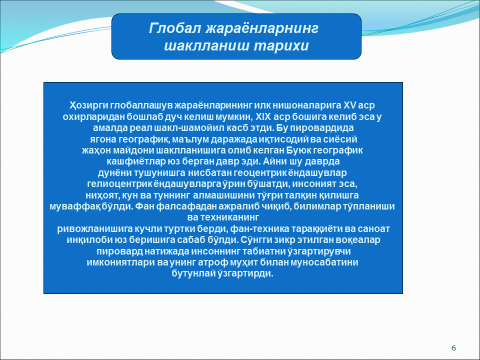 Глобал жараёнларнинг
шаклланиш тарихи
Ҳозирги глобаллашув жараёнларининг илк нишоналарига XV аср
охирларидан бошлаб дуч келиш мумкин, XIX аср бошига келиб эса у
амалда реал шакл-шамойил касб этди. Бу пировардида
ягона географик, маълум даражада иқтисодий ва сиёсий
жаҳон майдони шаклланишига олиб келган Буюк географик
кашфиётлар юз берган давр эди. Айни шу даврда
дунёни тушунишга нисбатан геоцентрик ёндашувлар
гелиоцентрик ёндашувларга ўрин бўшатди, инсоният эса,
ниҳоят, кун ва туннинг алмашишини тўғри талқин қилишга
муваффақ бўлди. Фан фалсафадан ажралиб чиқиб, билимлар тўпланиши
ва техниканинг
ривожланишига кучли туртки берди, фан-техника тараққиёти ва саноат
инқилоби юз беришига сабаб бўлди. Сўнгги зикр этилган воқеалар
пировард натижада инсоннинг табиатни ўзгартирувчи
имкониятлари ва унинг атроф муҳит билан муносабатини
бутунлай ўзгартирди.
6